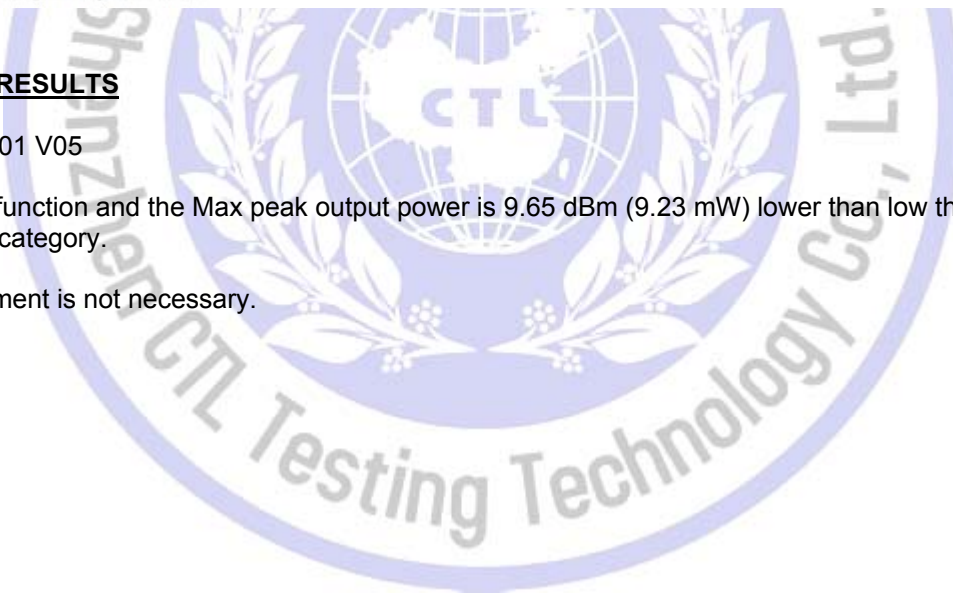 RESULTS
01 V05
function and the Max peak output power is 9.65 dBm (9.23 mW) lower than low th
category.
ment is not necessary.
CTL
Shenzhen CTL Testing Technology Co., Ltd.